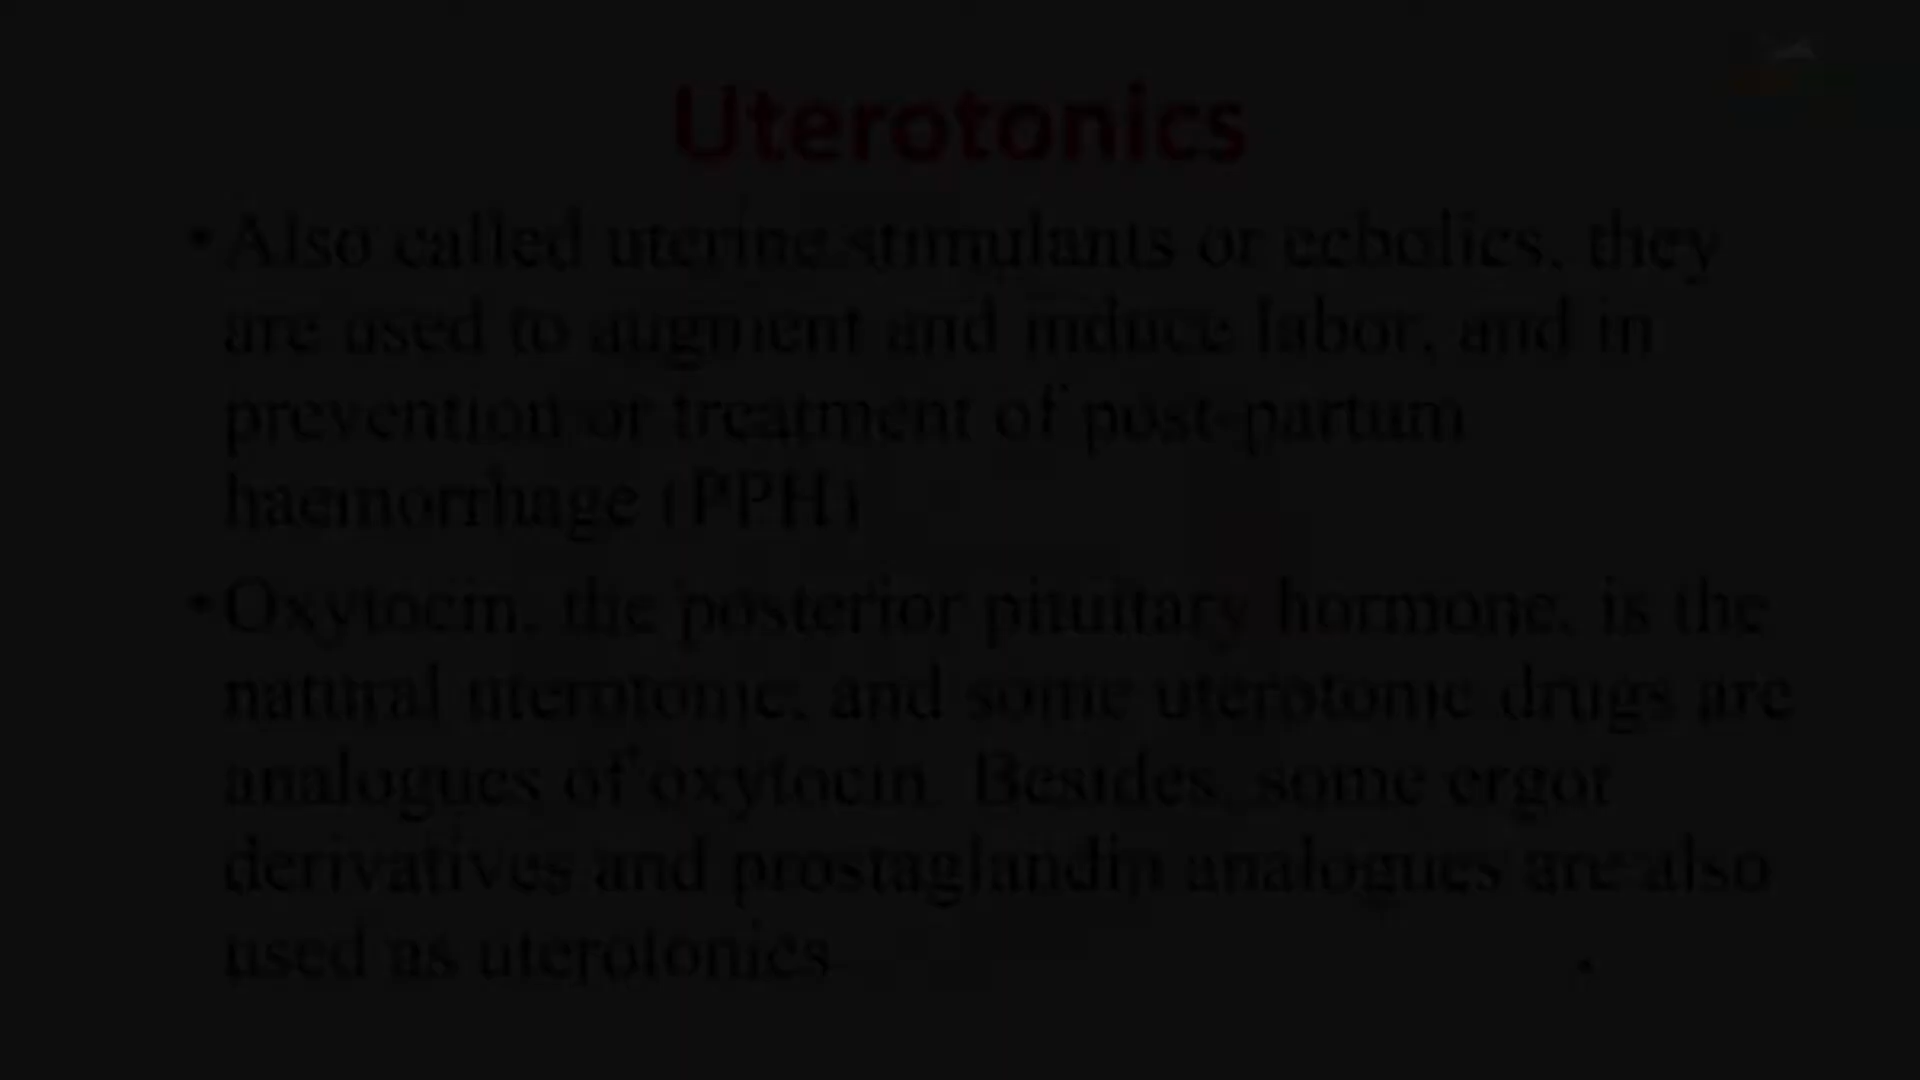 Uterotonics
• Also called uterine stimulants or ecbolics, they
are used to augment and induce labor, and in
prevention or treatment of post-partum
haemorrhage (PPH)
• Oxytocin, the posterior pituitary hormone, is the
natural uterotonic, and some uterotonic drugs are
analogues of oxytocin. Besides, some ergot
derivatives and prostaglandin analogues are also
used as uterotonics